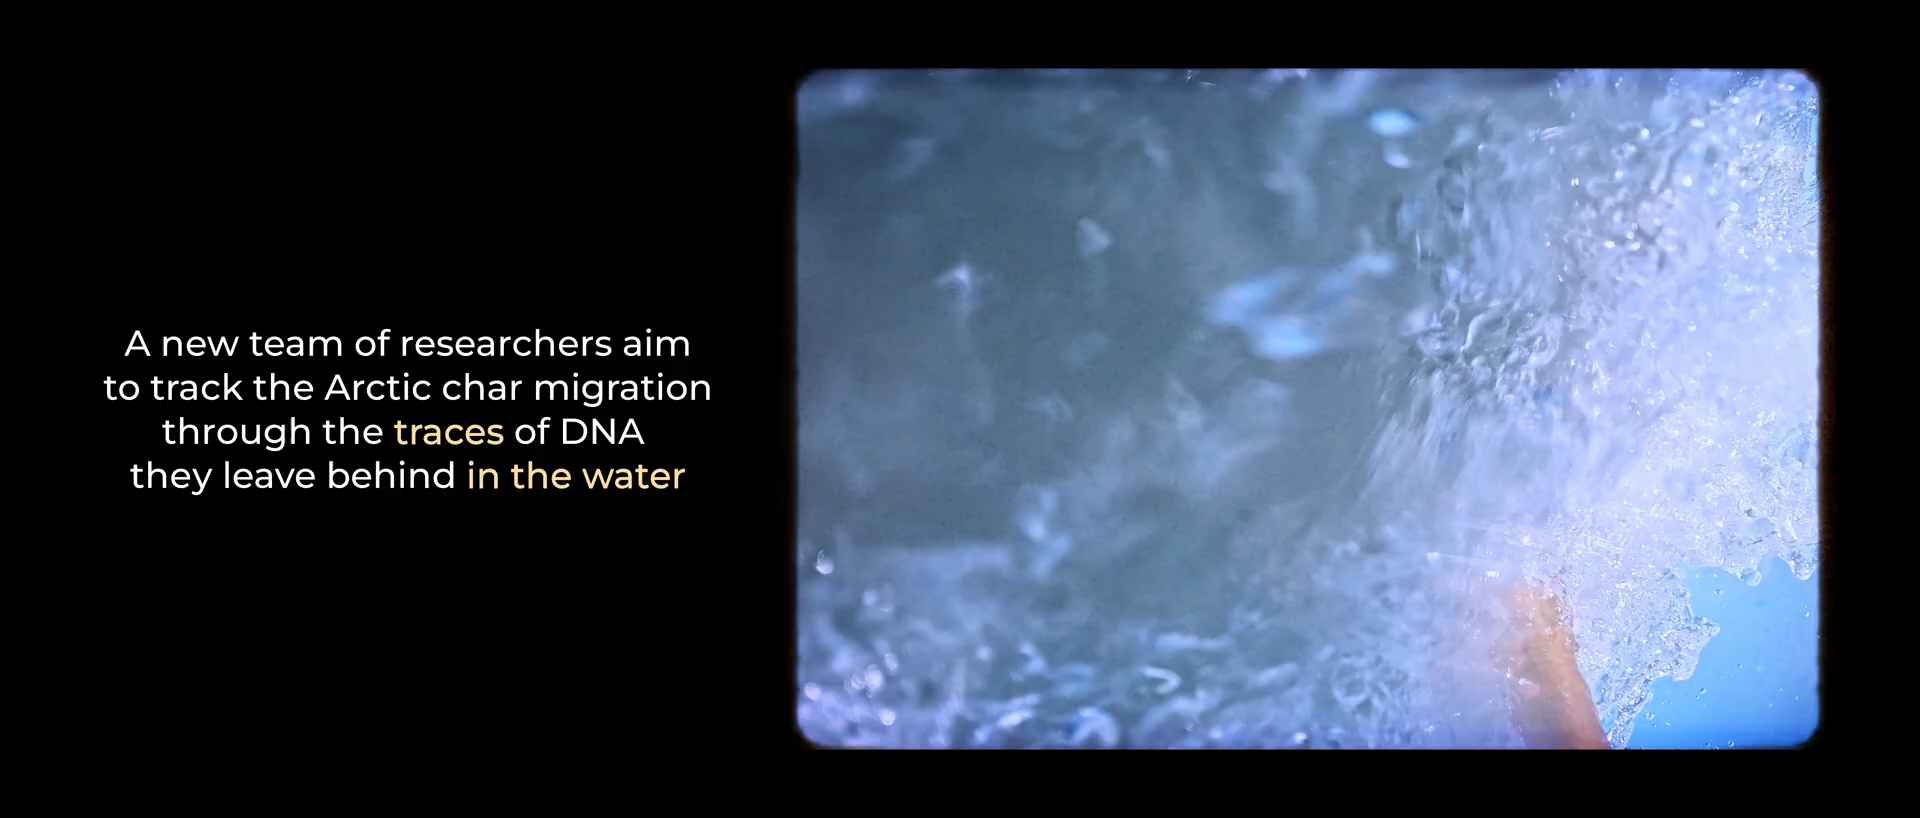 A new team of researchers aim
to track the Arctic char migration
through the traces of DNA
they leave behind in the water